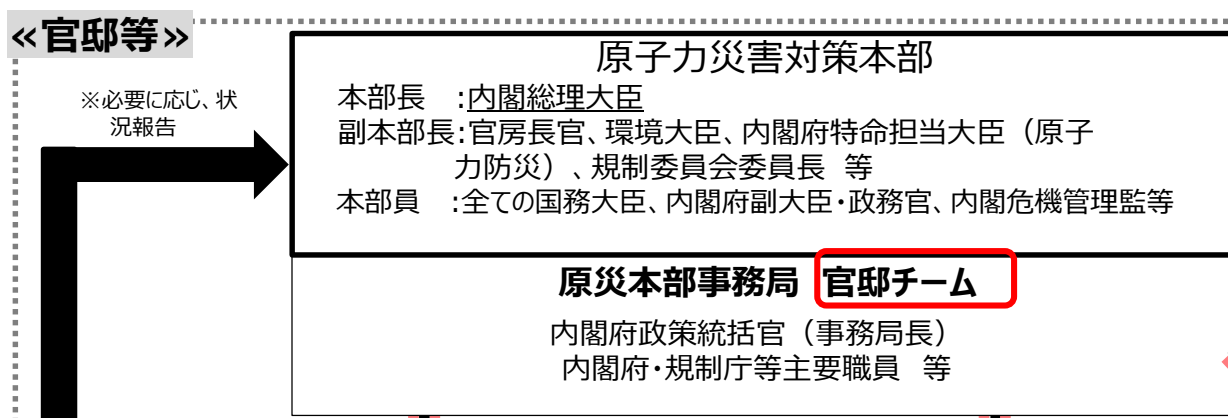 ≪官邸等≫
※必要に応じ、状
況報告
原子力災害対策本部
本部長　:内閣総理大臣
副本部長:官房長官、環境大臣、内閣府特命担当大臣（原子
力防災）、規制委員会委員長　等
本部員　:全ての国務大臣、内閣府副大臣・政務官、内閣危機管理監等
原災本部事務局　官邸チーム
内閣府政策統括官（事務局長）
内閣府・規制庁等主要職員　等